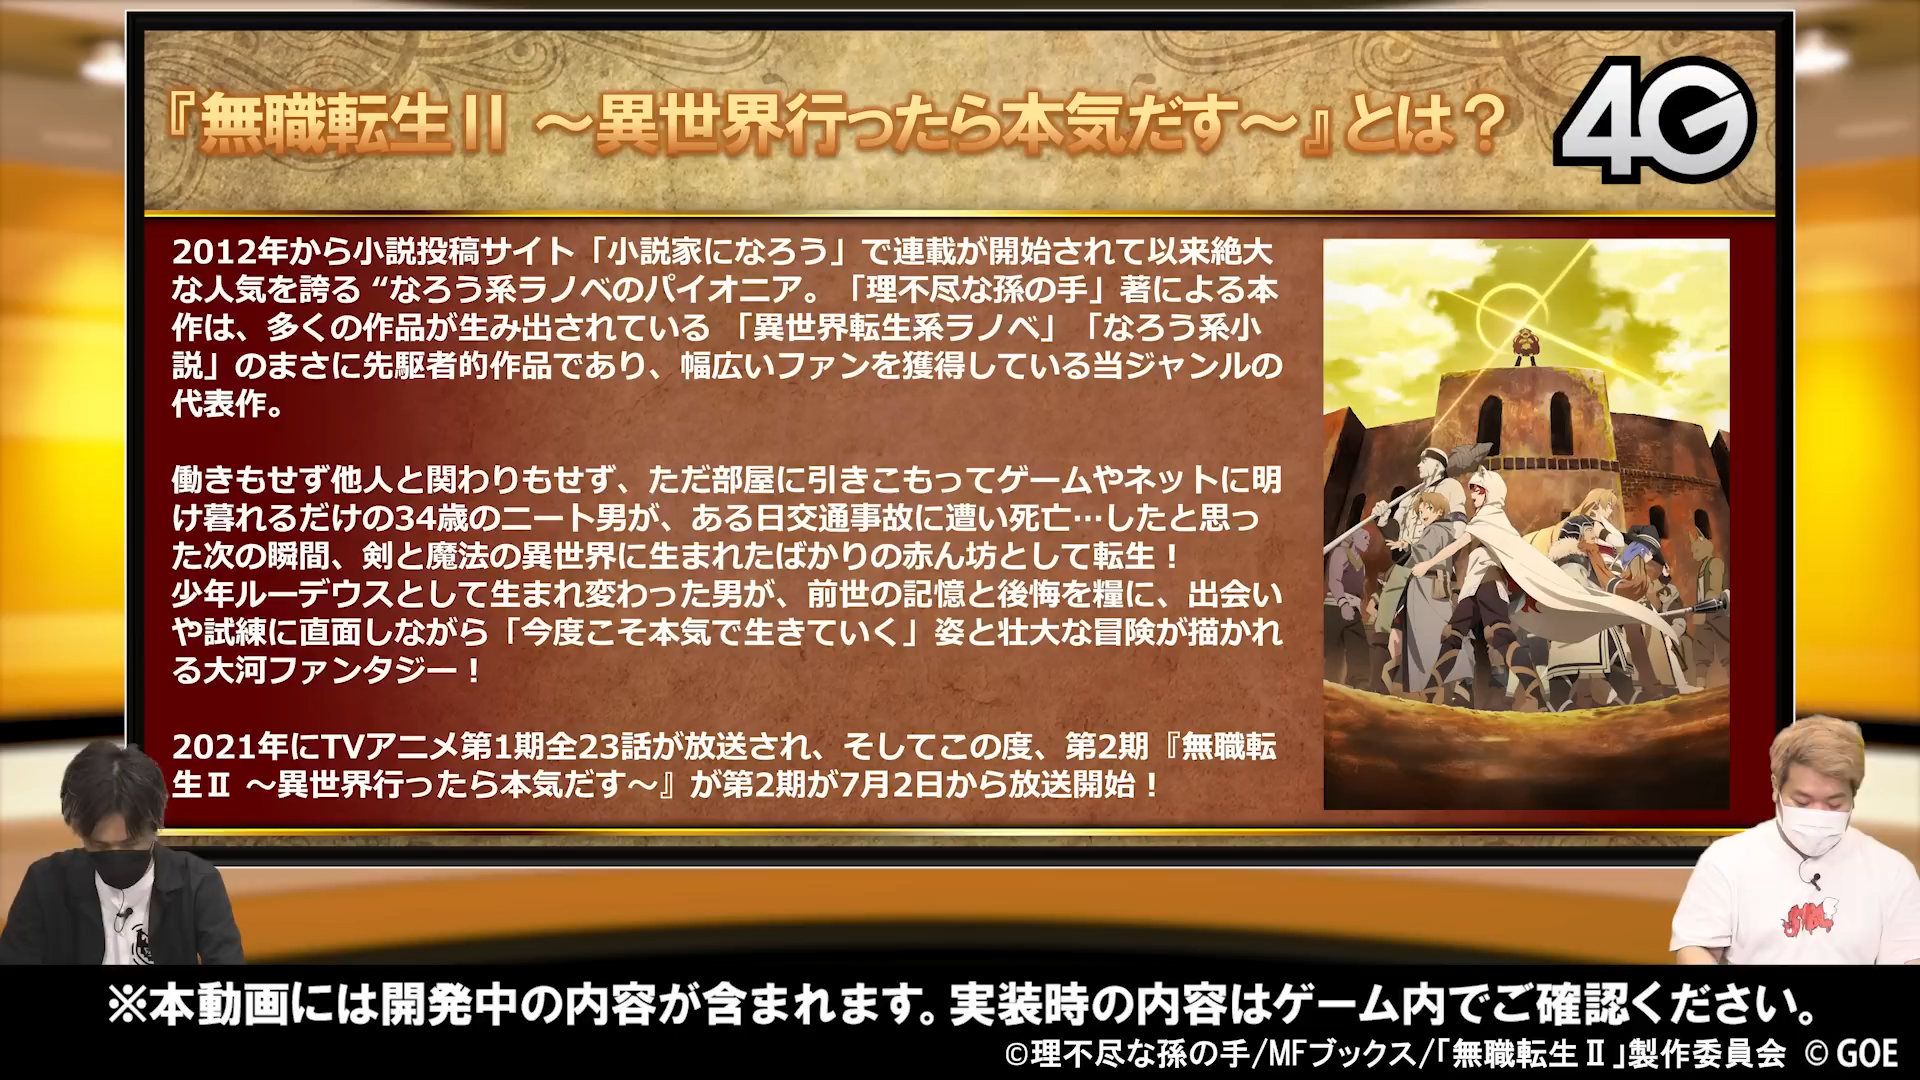 『無職転生Ⅱ ～異世界行ったら本気だす～』とは？
4G
2012年から小説投稿サイト「小説家になろう」で連載が開始されて以来絶大
な人気を誇る “なろう系ラノベのパイオニア。「理不尽な孫の手」著による本
作は、多くの作品が生み出されている 「異世界転生系ラノベ」「なろう系小
説」のまさに先駆者的作品であり、幅広いファンを獲得している当ジャンルの
代表作。
働きもせず他人と関わりもせず、ただ部屋に引きこもってゲームやネットに明
け暮れるだけの34歳のニート男が、ある日交通事故に遭い死亡…したと思っ
た次の瞬間、剣と魔法の異世界に生まれたばかりの赤ん坊として転生！
少年ルーデウスとして生まれ変わった男が、前世の記憶と後悔を糧に、出会い
や試練に直面しながら「今度こそ本気で生きていく」姿と壮大な冒険が描かれ
る大河ファンタジー！
2021年にTVアニメ第1期全23話が放送され、そしてこの度、第2期『無職転
生Ⅱ ～異世界行ったら本気だす～』が第2期が7月2日から放送開始！
※本動画には開発中の内容が含まれます。実装時の内容はゲーム内でご確認ください。
©理不尽な孫の手/MFブックス/「無職転生Ⅱ」製作委員会 © GOE